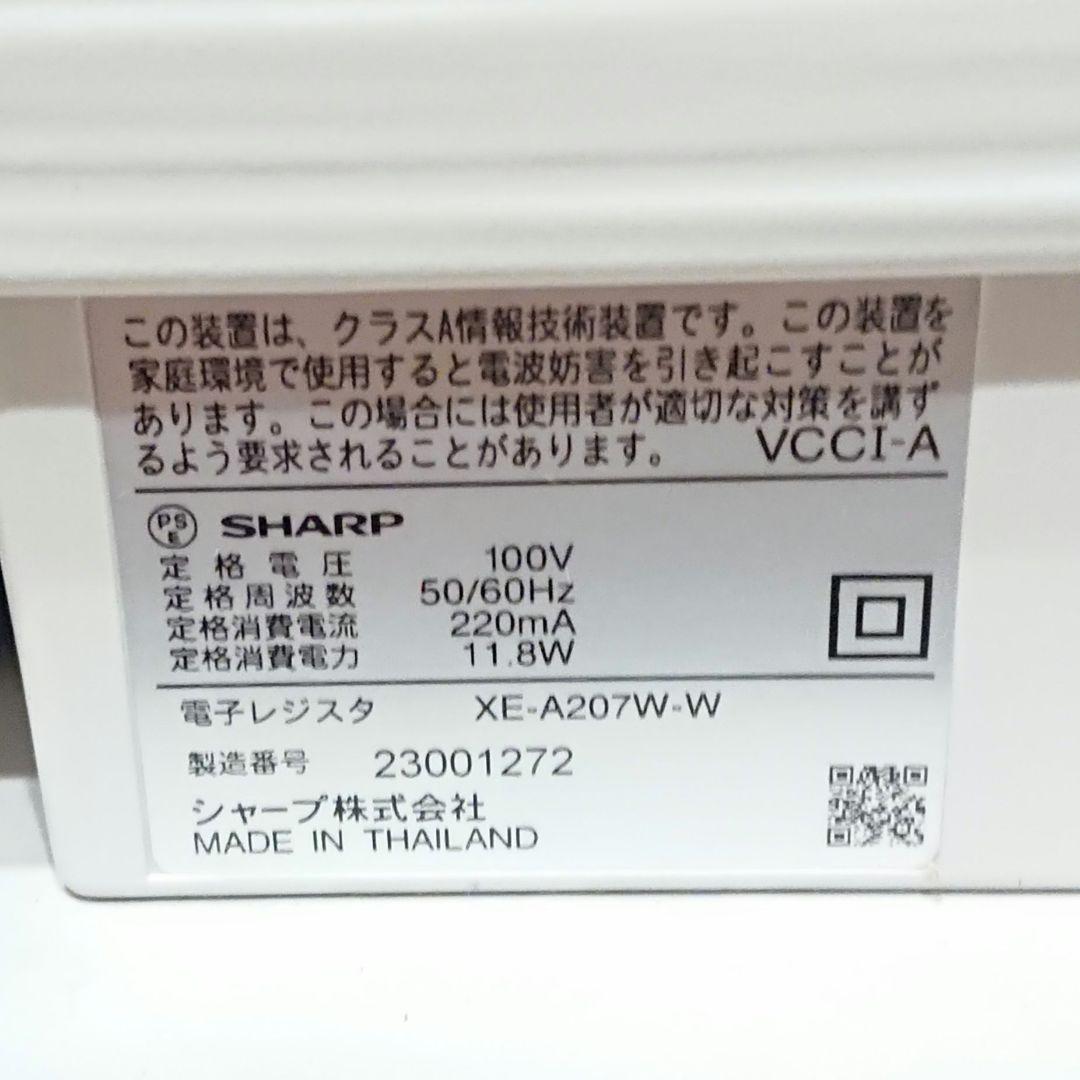 この装置は、クラスA情報技術装置です。この装置を
家庭環境で使用すると電波妨害を引き起こすことが
あります。この場合には使用者が適切な対策を講ず
るよう要求されることがあります。 VCCI-A
PSE SHARP
定格電圧 100V
定格周波数 50/60Hz
定格消費電流 220mA
定格消費電力 11.8W
電子レジスタ XE-A207W-W
製造番号 23001272
シャープ株式会社
MADE IN THAILAND